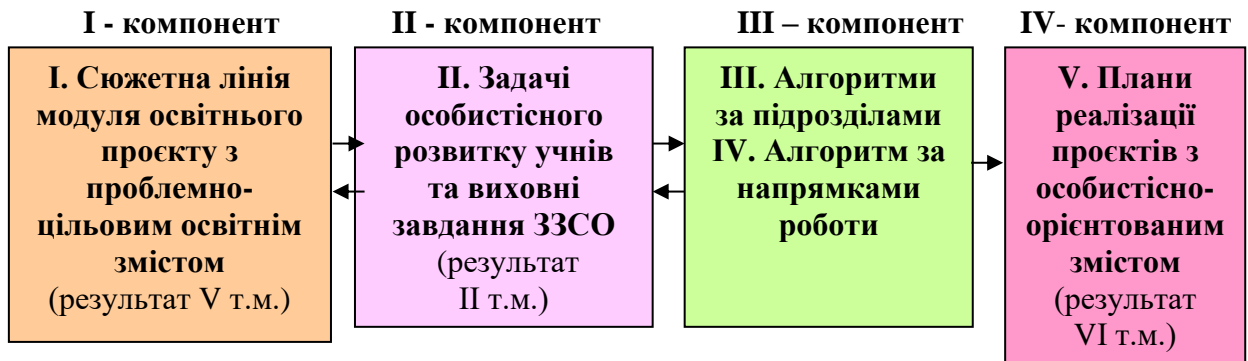 I - компонент
II - компонент
III – компонент
IV- компонент
I. Сюжетна лінія
модуля освітнього
проєкту з
проблемно-
цільовим освітнім
змістом
(результат V т.м.)
II. Задачі
особистісного
розвитку учнів
та виховні
завдання ЗЗСО
(результат
II т.м.)
III. Алгоритми
за підрозділами
IV. Алгоритм за
напрямками
роботи
V. Плани
реалізації
проєктів з
особистісно-
орієнтованим
змістом
(результат
VI т.м.)